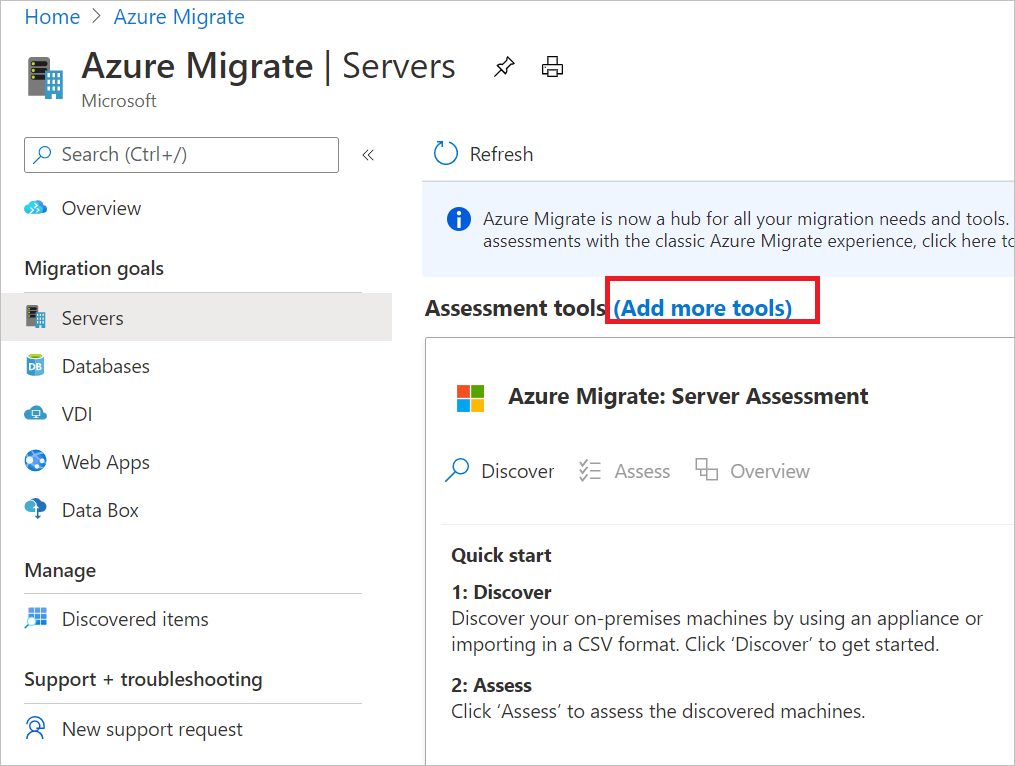 Home > Azure Migrate
Azure Migrate | Servers
Microsoft
Search (Ctrl+/)
«
Overview
Migration goals
Servers
DB
Databases
VDI
Web Apps
Data Box
Manage
Discovered items
Support + troubleshooting
New support request
Refresh
Azure Migrate is now a hub for all your migration needs and tools.
assessments with the classic Azure Migrate experience, click here to
Assessment tools (Add more tools)
Azure Migrate: Server Assessment
Discover Assess Overview
Quick start
1: Discover
Discover your on-premises machines by using an appliance or
importing in a CSV format. Click ‘Discover’ to get started.
2: Assess
Click ‘Assess’ to assess the discovered machines.